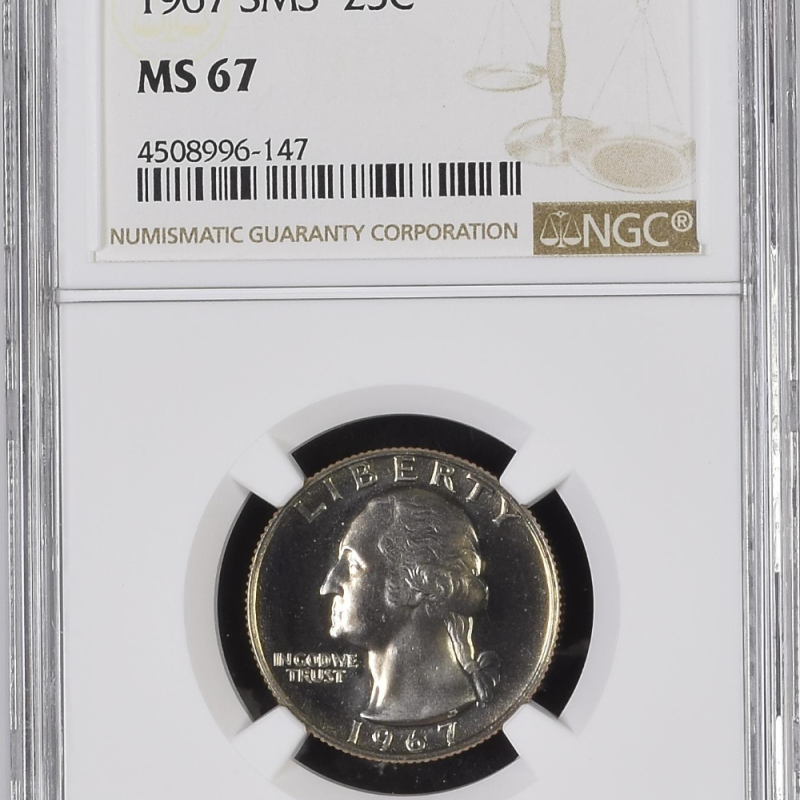 1967 SMS 25C
MS 67
4508996-147
NUMISMATIC GUARANTY CORPORATION NGC®
LIBERTY
IN GOD WE
TRUST
1967